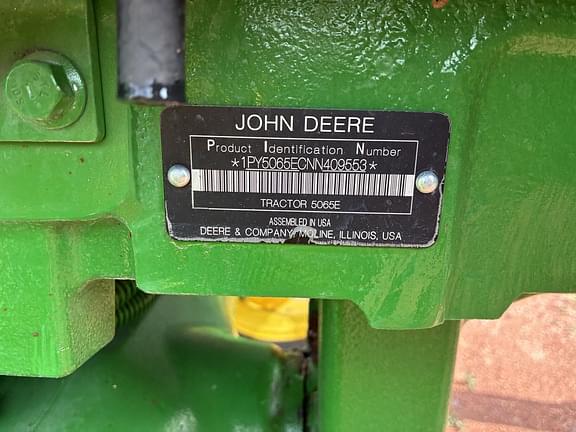 JOHN DEERE
Product Identification Number
*1PY5065ECNN409553*
TRACTOR 5065E
ASSEMBLED IN USA
DEERE & COMPANY MOLINE, ILLINOIS, USA